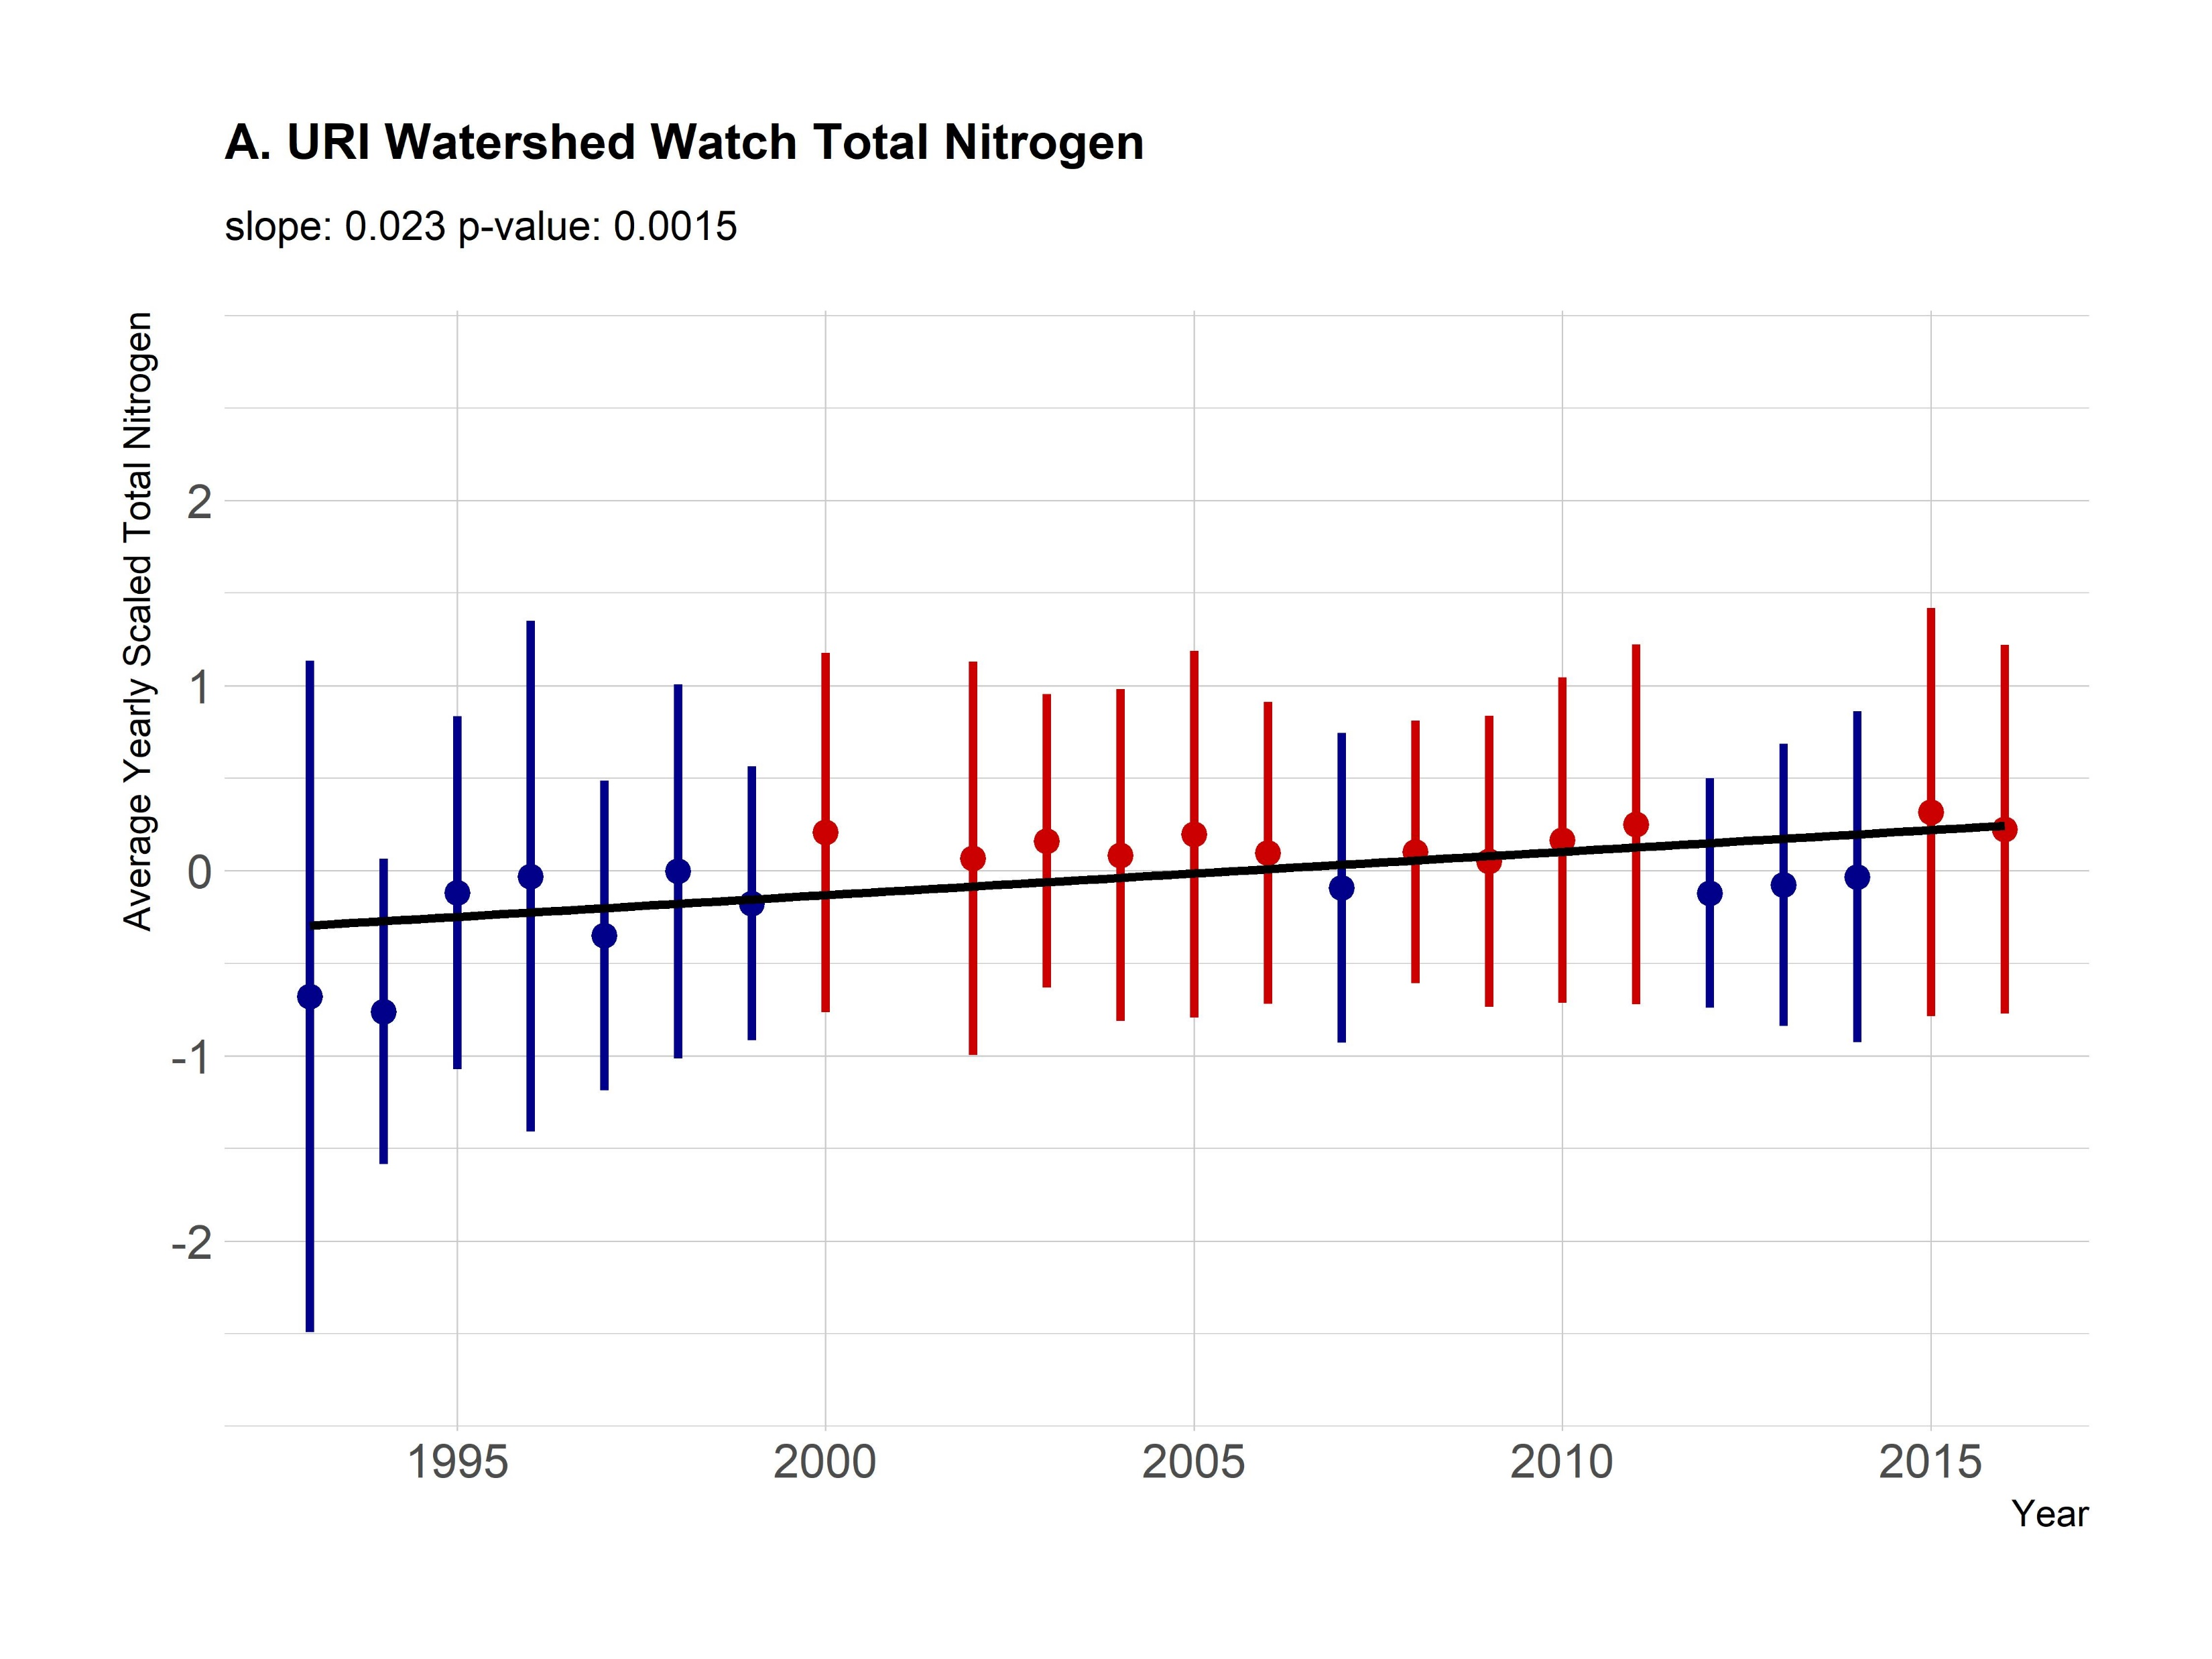 A. URI Watershed Watch Total Nitrogen
slope: 0.023 p-value: 0.0015
Average Yearly Scaled Total Nitrogen
2
1
0
-1
-2
1995 2000 2005 2010 2015
Year